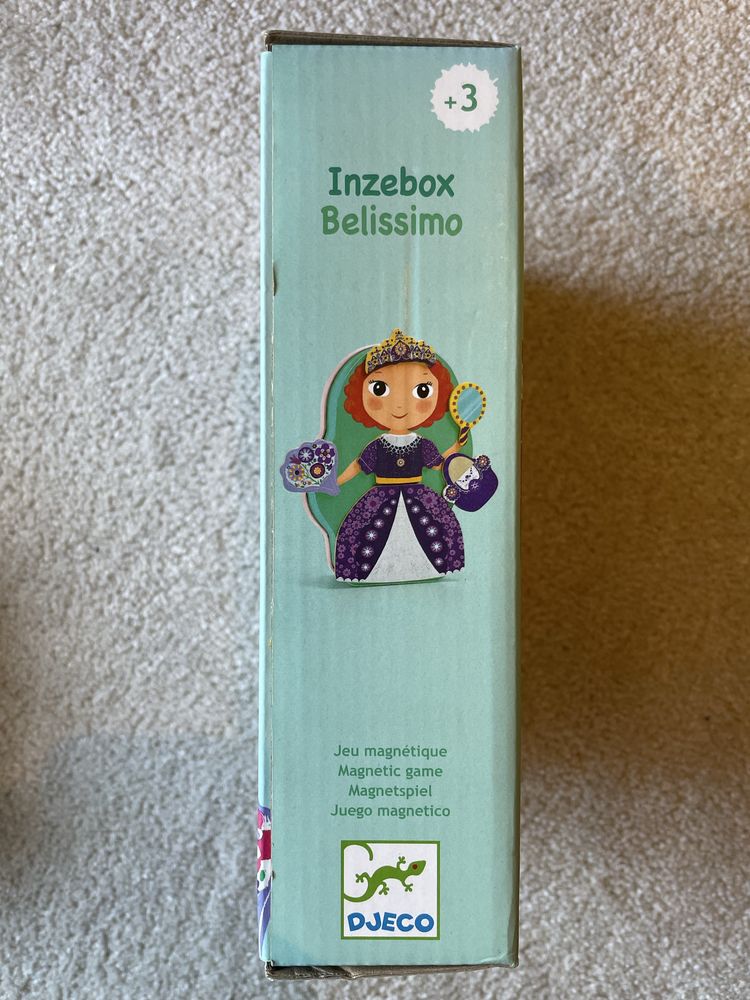 +3
Inzebox
Belissimo
Jeu magnétique
Magnetic game
Magnetspiel
Juego magnetico
DJECO